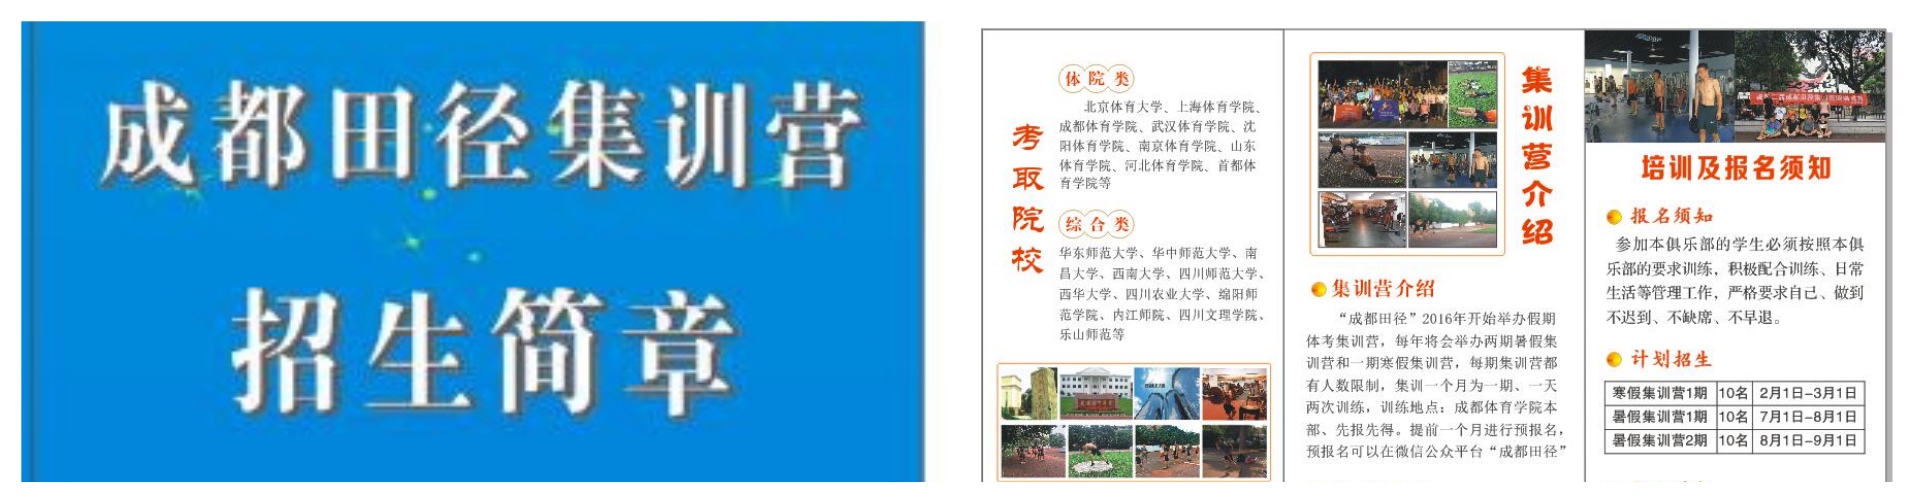 成都田径集训营
招生简章
考取院校
体院类
北京体育大学、上海体育学院、
成都体育学院、武汉体育学院、沈
阳体育学院、南京体育学院、山东
体育学院、河北体育学院、首都体
育学院等
综合类
华东师范大学、华中师范大学、南
昌大学、西南大学、四川师范大学、
西华大学、四川农业大学、绵阳师
范学院、内江师院、四川文理学院、
乐山师范等
集训营介绍
集训营介绍
“成都田径”2016年开始举办假期
体考集训营，每年将会举办两期暑假集
训营和一期寒假集训营，每期集训营都
有人数限制，集训一个月为一期、一天
两次训练，训练地点：成都体育学院本
部、先报先得。提前一个月进行预报名，
预报名可以在微信公众平台“成都田径”
培训及报名须知
报名须知
参加本俱乐部的学生必须按照本俱
乐部的要求训练，积极配合训练、日常
生活等管理工作，严格要求自己、做到
不迟到、不缺席、不早退。
计划招生
寒假集训营1期 10名 2月1日-3月1日
暑假集训营1期 10名 7月1日-8月1日
暑假集训营2期 10名 8月1日-9月1日